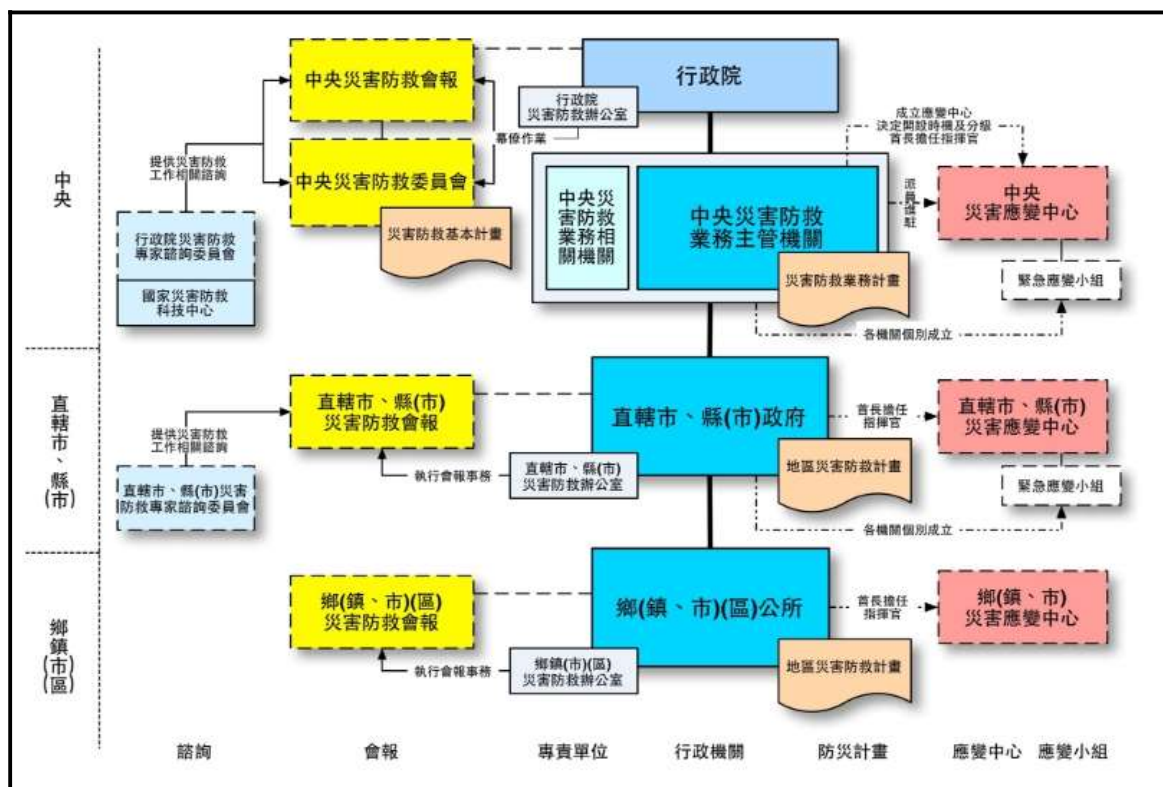 中央災害防救會報
行政院
行政院
災害防救辦公室
幕僚作業
成立應變中心
決定開設時機及分級
首長擔任指揮官
提供災害防救
工作相關諮詢
中央
中央災害防救委員會
災害防救基本計畫
中央災
害防救
業務相
關機關
中央災害防救
業務主管機關
派員進駐
中央
災害應變中心
行政院災害防救
專家諮詢委員會
國家災害防救
科技中心
災害防救業務計畫
緊急應變小組
各機關個別成立
直轄市、縣(市)
提供災害防救
工作相關諮詢
直轄市、縣(市)
災害防救會報
直轄市、縣(市)政府
首長擔任
指揮官
直轄市、縣(市)
災害應變中心
執行會報事務
直轄市、縣(市)
災害防救辦公室
地區災害防救計畫
直轄市、縣(市)災害
防救專家諮詢委員會
緊急應變小組
各機關個別成立
鄉鎮(市)(區)
鄉(鎮、市)(區)
災害防救會報
鄉(鎮、市)(區)公所
首長擔任
指揮官
鄉(鎮、市)
災害應變中心
執行會報事務
鄉鎮(市)(區)
災害防救辦公室
地區災害防救計畫
諮詢 會報 專責單位 行政機關 防災計畫 應變中心 應變小組